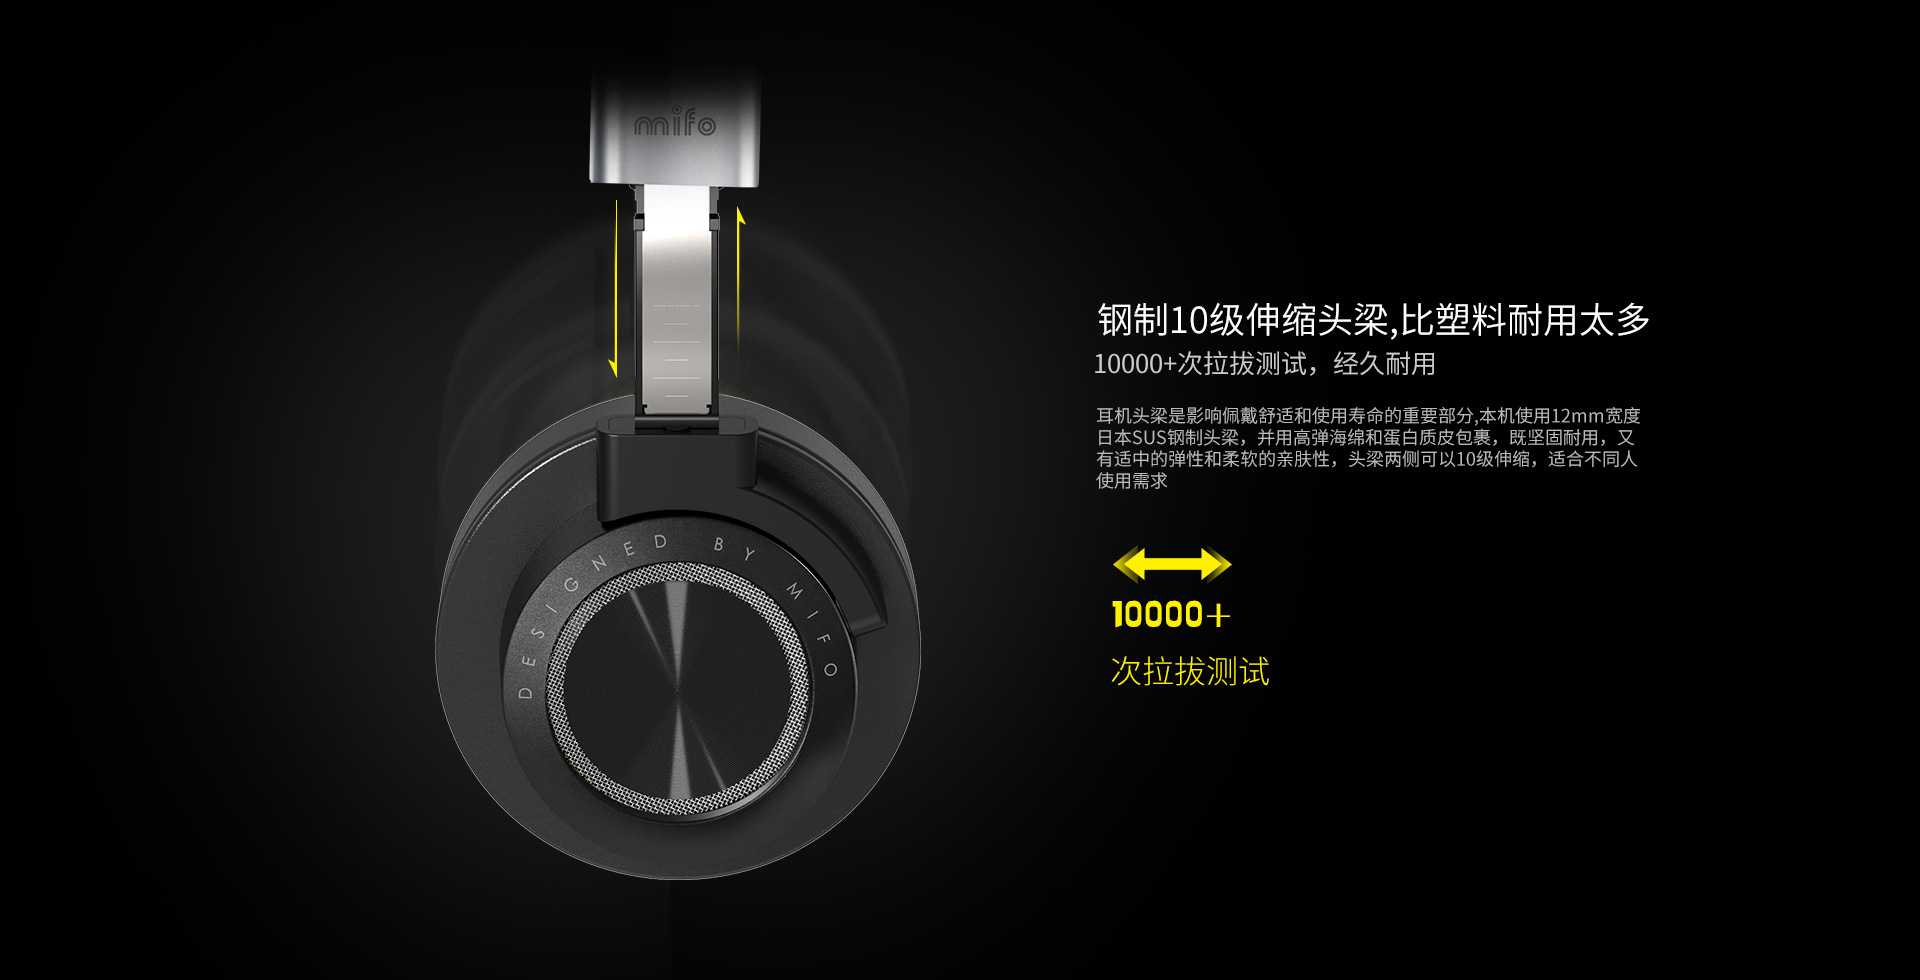 mifo
钢制10级伸缩头梁,比塑料耐用太多
10000+次拉拔测试，经久耐用
耳机头梁是影响佩戴舒适和使用寿命的重要部分,本机使用12mm宽度
日本SUS钢制头梁，并用高弹海绵和蛋白质皮包裹，既坚固耐用，又
有适中的弹性和柔软的亲肤性，头梁两侧可以10级伸缩，适合不同人
使用需求
DESIGNED BY MIFO
10000+
次拉拔测试